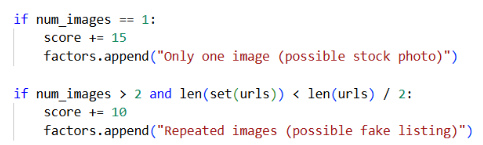 if num_images == 1:
    score += 15
    factors.append("Only one image (possible stock photo)")

if num_images > 2 and len(set(urls)) < len(urls) / 2:
    score += 10
    factors.append("Repeated images (possible fake listing)")